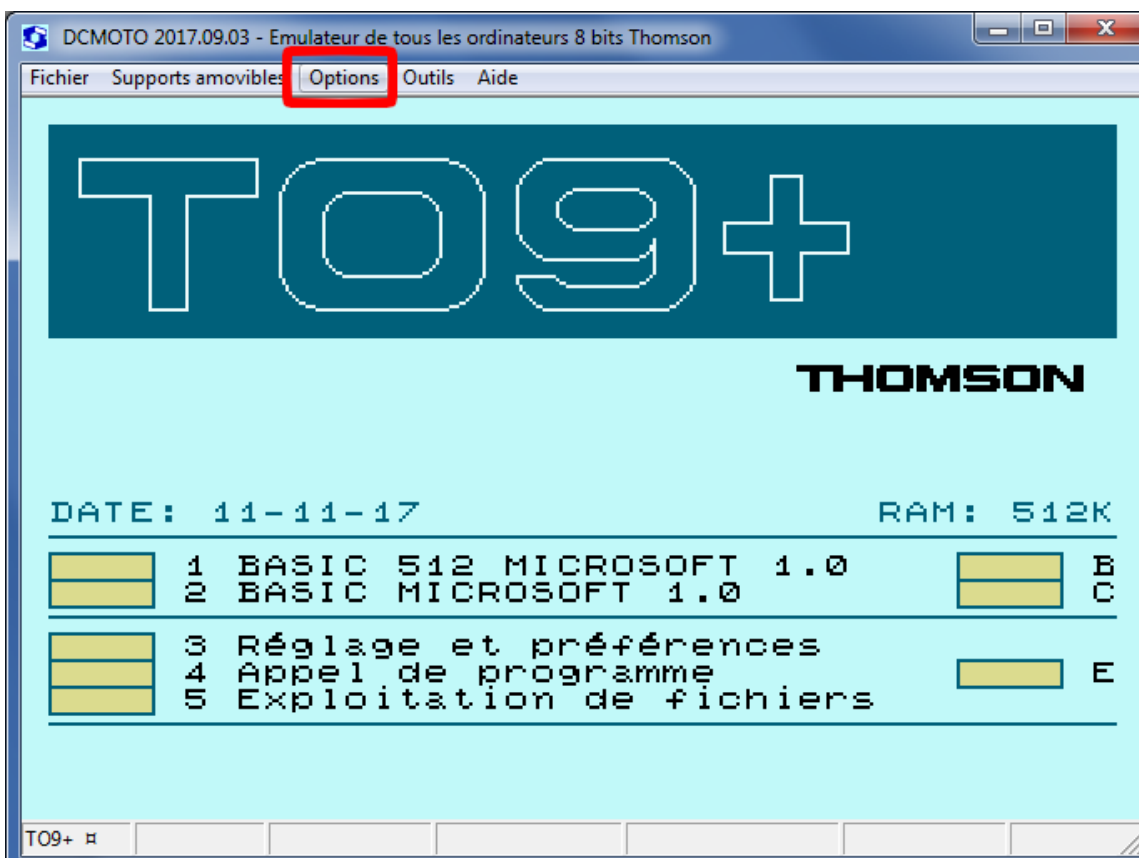 DCMOTO 2017.09.03 - Emulateur de tous les ordinateurs 8 bits Thomson
Fichier Supports amovibles Options Outils Aide
TO9+
THOMSON
DATE: 11-11-17 RAM: 512K
1 BASIC 512 MICROSOFT 1.0 B
2 BASIC MICROSOFT 1.0 C
3 Réglage et préférences
4 Appel de programme E
5 Exploitation de fichiers
TO9+ ¤